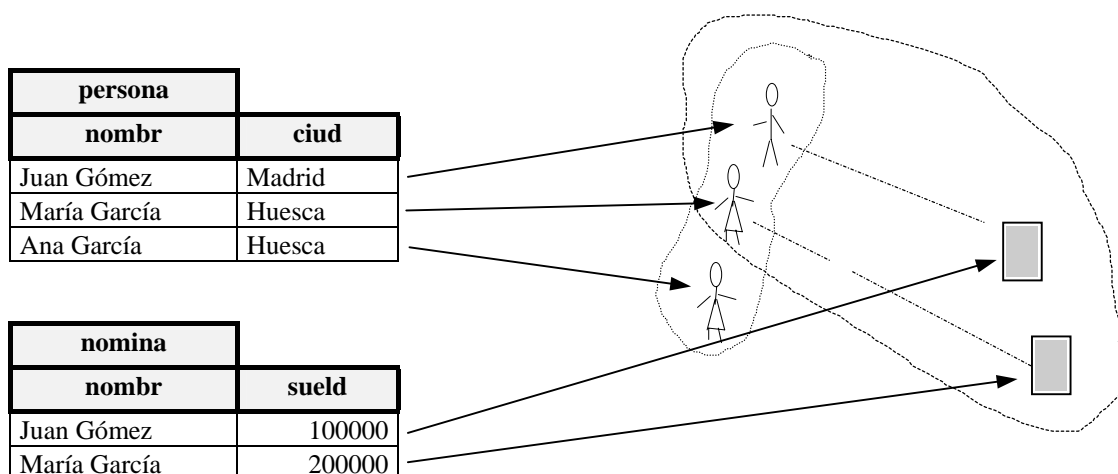 persona
nombr ciud
Juan Gómez Madrid
María García Huesca
Ana García Huesca
nomina
nombr sueld
Juan Gómez 100000
María García 200000